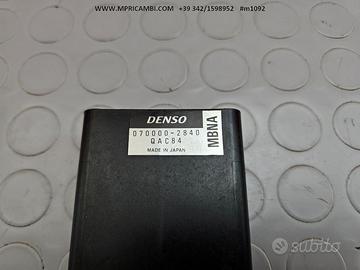 WWW.MPRICAMBI.COM +39 342/1598952 #m1092
DENSO
070000-2840
QAC84
MADE IN JAPAN
MBNA
subito